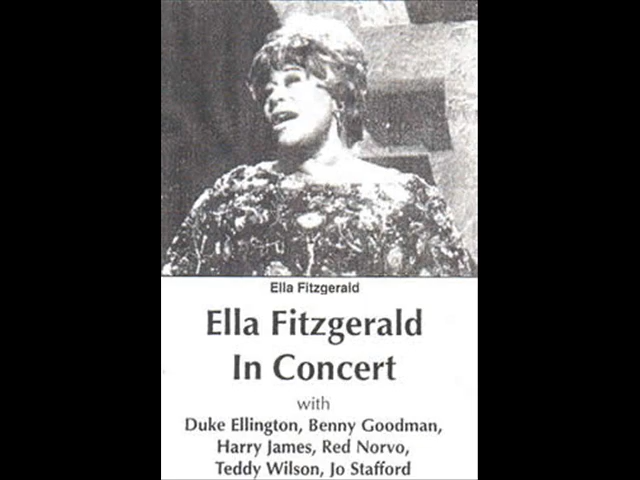 Ella Fitzgerald
Ella Fitzgerald
In Concert
with
Duke Ellington, Benny Goodman,
Harry James, Red Norvo,
Teddy Wilson, Jo Stafford